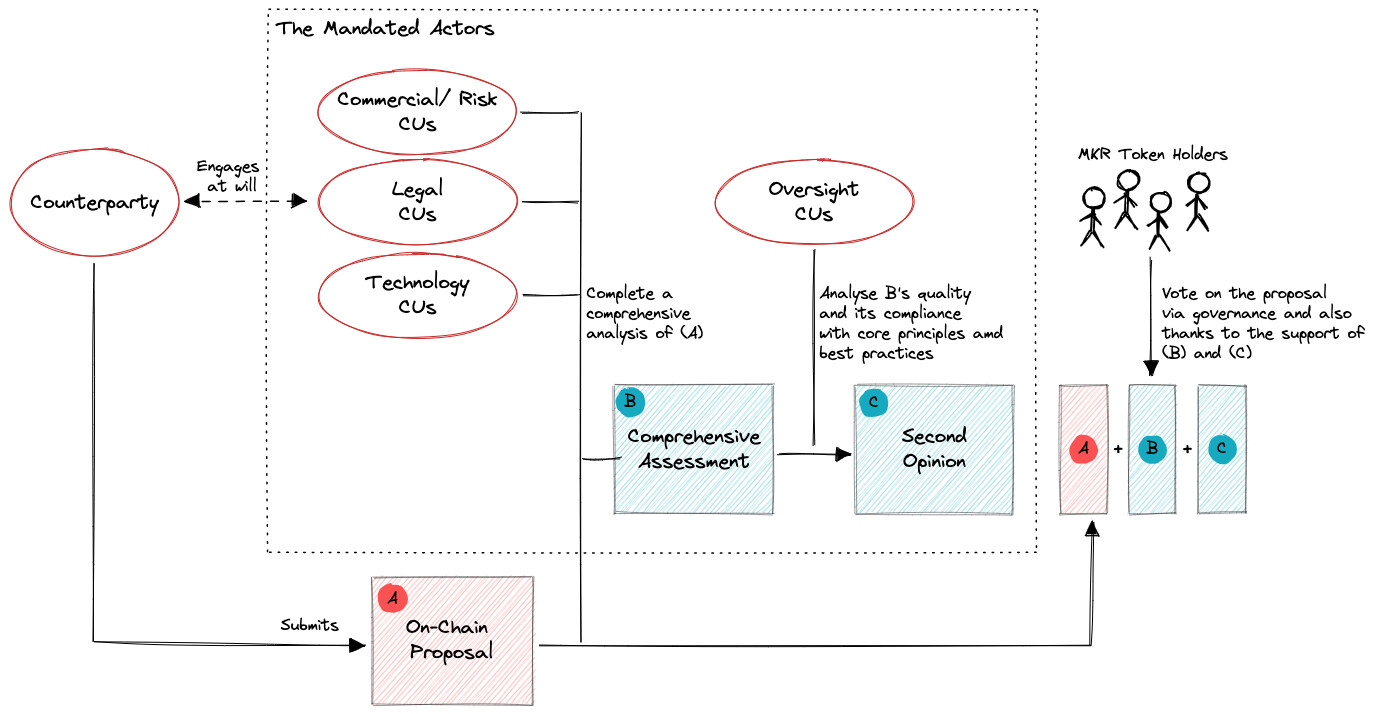 The Mandated Actors
Commercial/ Risk
CUs
Counterparty
Engages
at will
Legal
CUs
Technology
CUs
Oversight
CUs
MKR Token Holders
Complete a
comprehensive
analysis of (A)
Analyse B's quality
and its compliance
with core principles amd
best practices
Vote on the proposal
via governance and also
thanks to the support of
(B) and (C)
B
Comprehensive
Assessment
C
Second
Opinion
A + B + C
Submits
A
On-Chain
Proposal